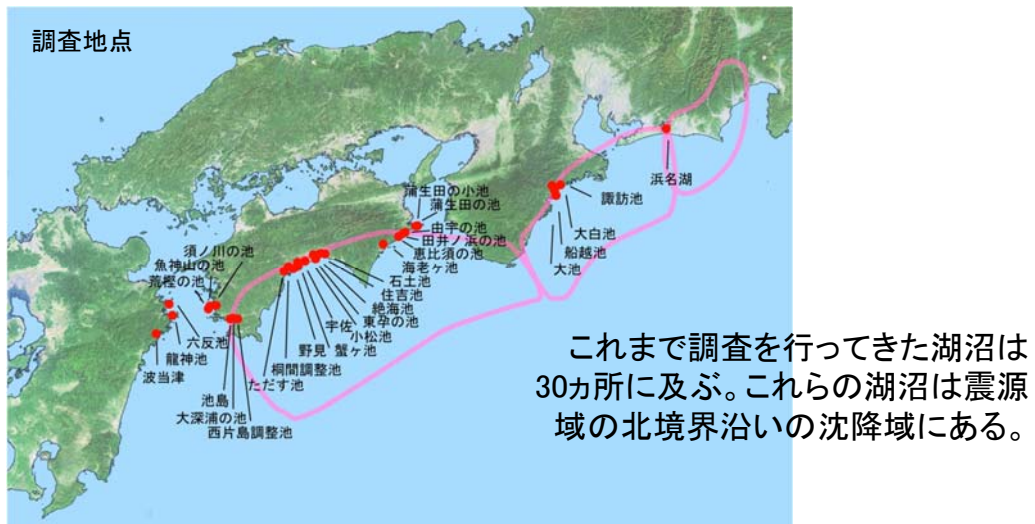 調査地点
浜名湖
諏訪池
大白池
船越池
大池
蒲生田の小池
蒲生田の池
由宇の池
田井ノ浜の池
恵比須の池
海老ヶ池
石土池
住吉池
絶海池
東孕の池
小松池
宇佐
蟹ヶ池
野見
桐間調整池
ただす池
須ノ川の池
魚神山の池
荒樫の池
六反池
龍神池
波当津
池島
大深浦の池
西片島調整池
これまで調査を行ってきた湖沼は
30ヵ所に及ぶ。これらの湖沼は震源
域の北境界沿いの沈降域にある。